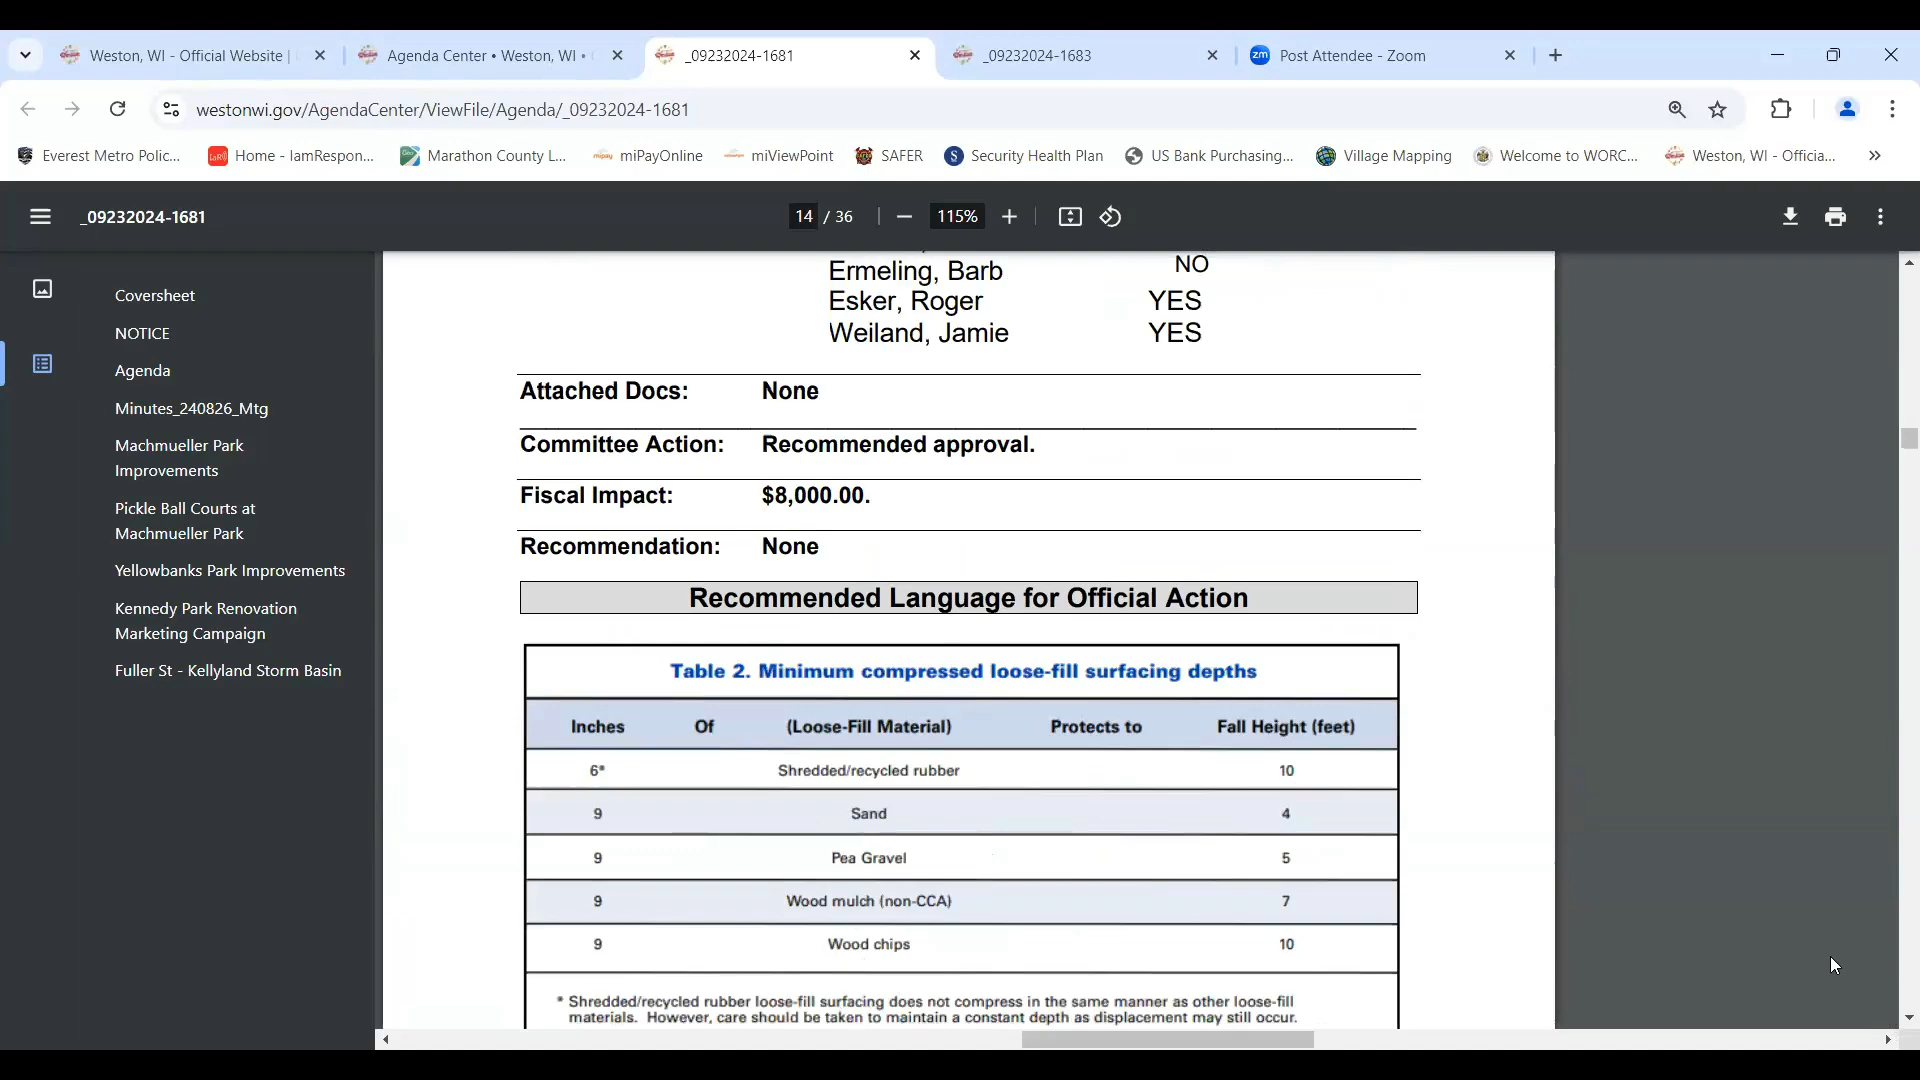 Weston, WI - Official Website |
Agenda Center • Weston, WI •
_09232024-1681
_09232024-1683
zm Post Attendee - Zoom
westonwi.gov/AgendaCenter/ViewFile/Agenda/_09232024-1681
Everest Metro Polic...
Home - IamRespon...
Marathon County L...
miPayOnline
miViewPoint
SAFER
Security Health Plan
US Bank Purchasing...
Village Mapping
Welcome to WORC...
Weston, WI - Officia...
_09232024-1681
14 / 36
115%
Coversheet
NOTICE
Agenda
Minutes_240826_Mtg
Machmueller Park
Improvements
Pickle Ball Courts at
Machmueller Park
Yellowbanks Park Improvements
Kennedy Park Renovation
Marketing Campaign
Fuller St - Kellyland Storm Basin
Ermeling, Barb NO
Esker, Roger YES
Weiland, Jamie YES
Attached Docs: None
Committee Action: Recommended approval.
Fiscal Impact: $8,000.00.
Recommendation: None
Recommended Language for Official Action
Table 2. Minimum compressed loose-fill surfacing depths
Inches Of (Loose-Fill Material) Protects to Fall Height (feet)
6* Shredded/recycled rubber 10
9 Sand 4
9 Pea Gravel 5
9 Wood mulch (non-CCA) 7
9 Wood chips 10
* Shredded/recycled rubber loose-fill surfacing does not compress in the same manner as other loose-fill
materials. However, care should be taken to maintain a constant depth as displacement may still occur.